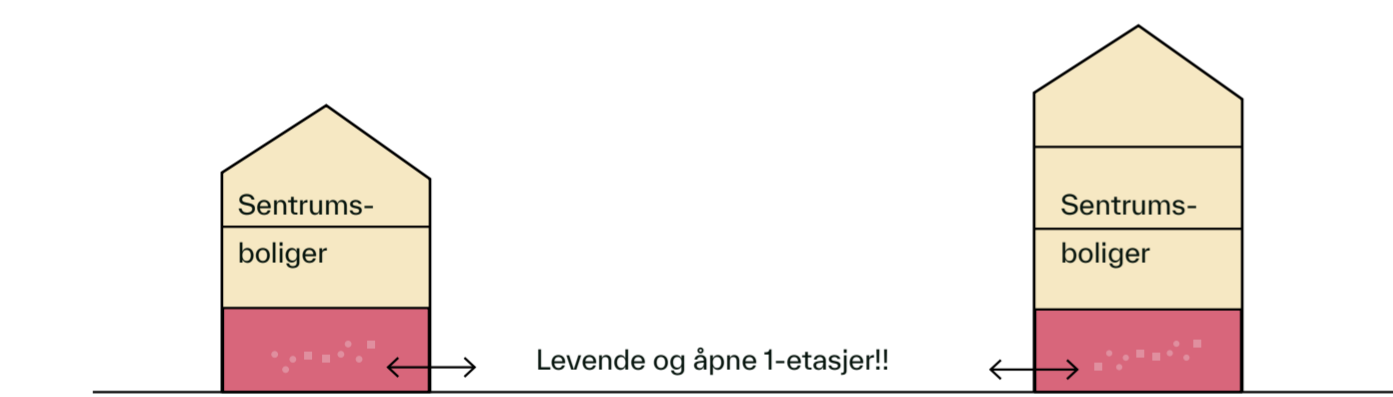 Sentrums-
boliger
Sentrums-
boliger
Levende og åpne 1-etasjer!!